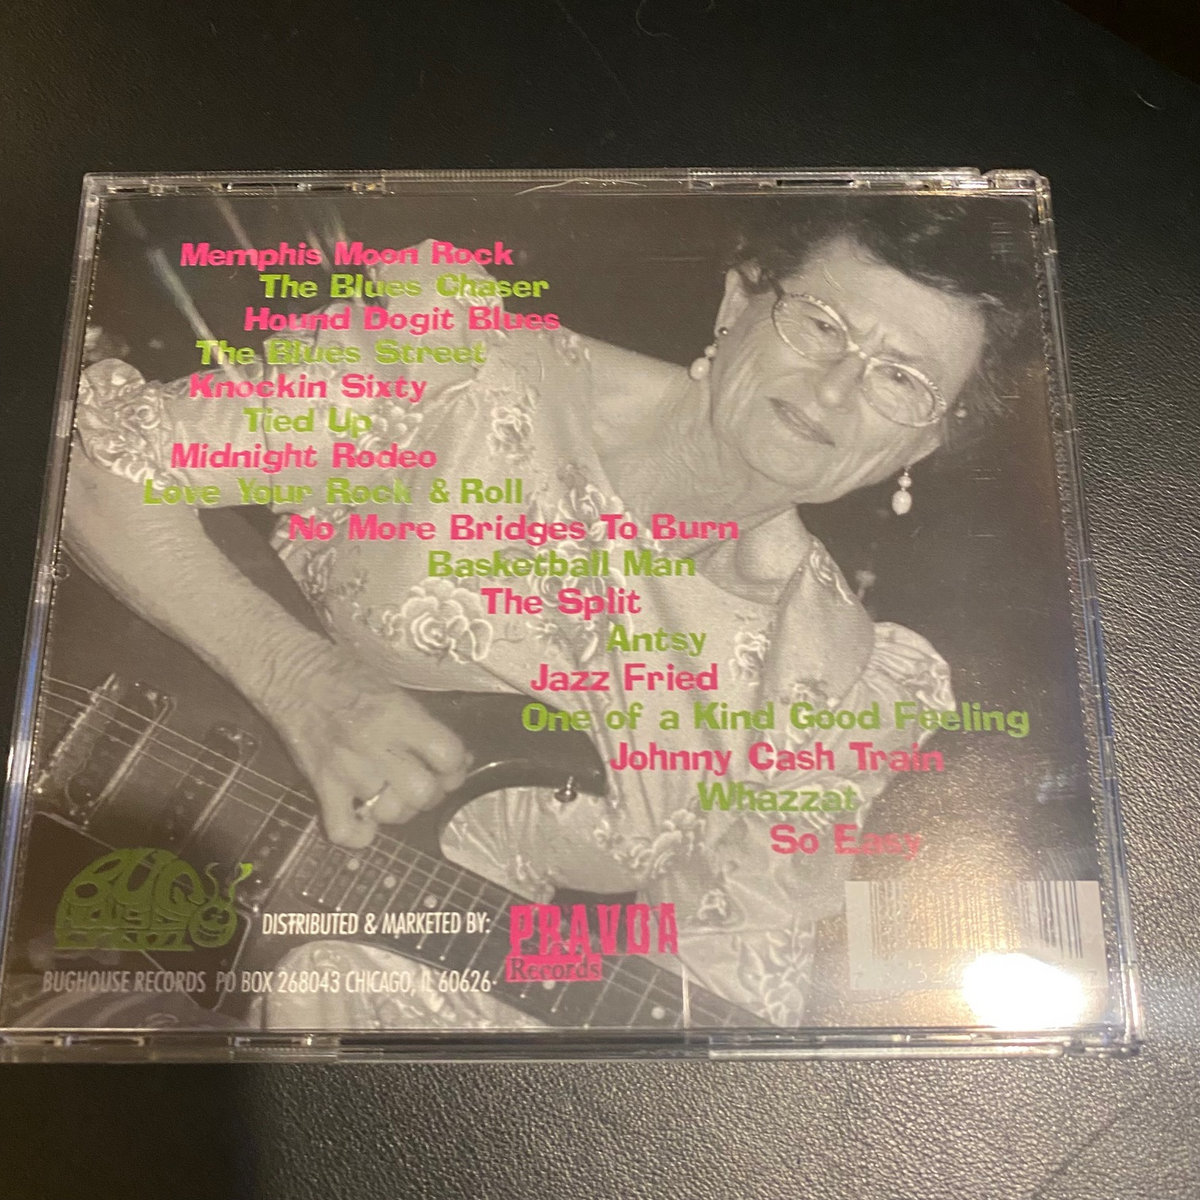 Memphis Moon Rock
The Blues Chaser
Hound Dogit Blues
The Blues Street
Knockin Sixty
Tied Up
Midnight Rodeo
Love Your Rock & Roll
No More Bridges To Burn
Basketball Man
The Split
Antsy
Jazz Fried
One of a Kind Good Feeling
Johnny Cash Train
Whazzat
So Easy
BUG
HOUSE
DISTRIBUTED & MARKETED BY:
PRAVDA
Records
BUGHOUSE RECORDS PO BOX 268043 CHICAGO, IL 60626